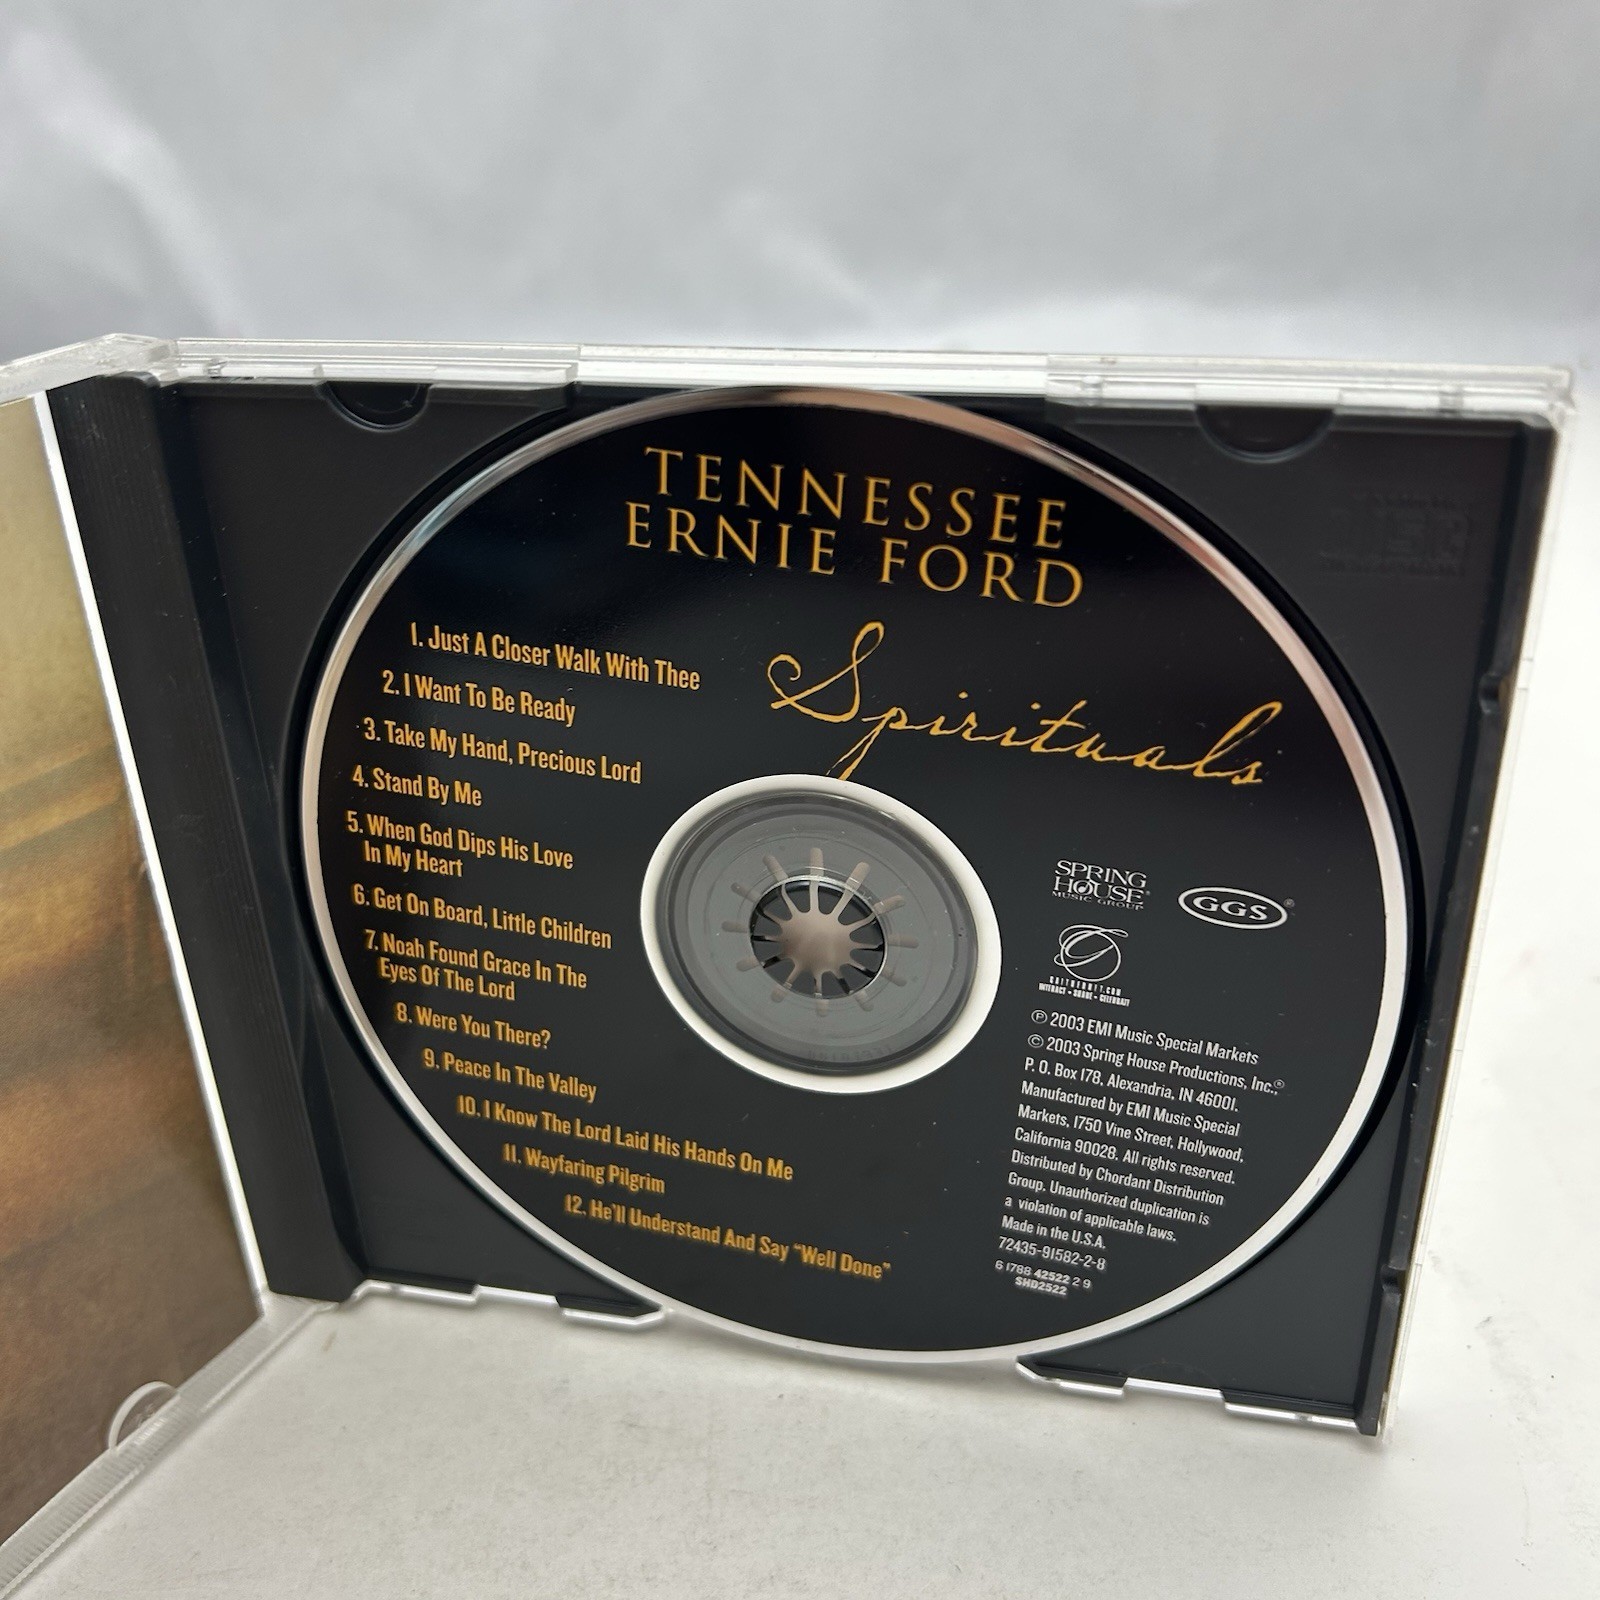 TENNESSEE
ERNIE FORD
Spirituals
1. Just A Closer Walk With Thee
2. I Want To Be Ready
3. Take My Hand, Precious Lord
4. Stand By Me
5. When God Dips His Love
In My Heart
6. Get On Board, Little Children
7. Noah Found Grace In The
Eyes Of The Lord
8. Were You There?
9. Peace In The Valley
10. I Know The Lord Laid His Hands On Me
11. Wayfaring Pilgrim
12. He'll Understand And Say "Well Done"
SPRING
HOUSE®
MUSIC GROUP
GGS®
GAITHERNET.COM
INTERACT • SHARE • CELEBRATE
℗ 2003 EMI Music Special Markets
© 2003 Spring House Productions, Inc.®
P. O. Box 178, Alexandria, IN 46001.
Manufactured by EMI Music Special
Markets, 1750 Vine Street, Hollywood,
California 90028. All rights reserved.
Distributed by Chordant Distribution
Group. Unauthorized duplication is
a violation of applicable laws.
Made in the U.S.A.
72435-91582-2-8
6 1788 42522 2 9
SHD2522